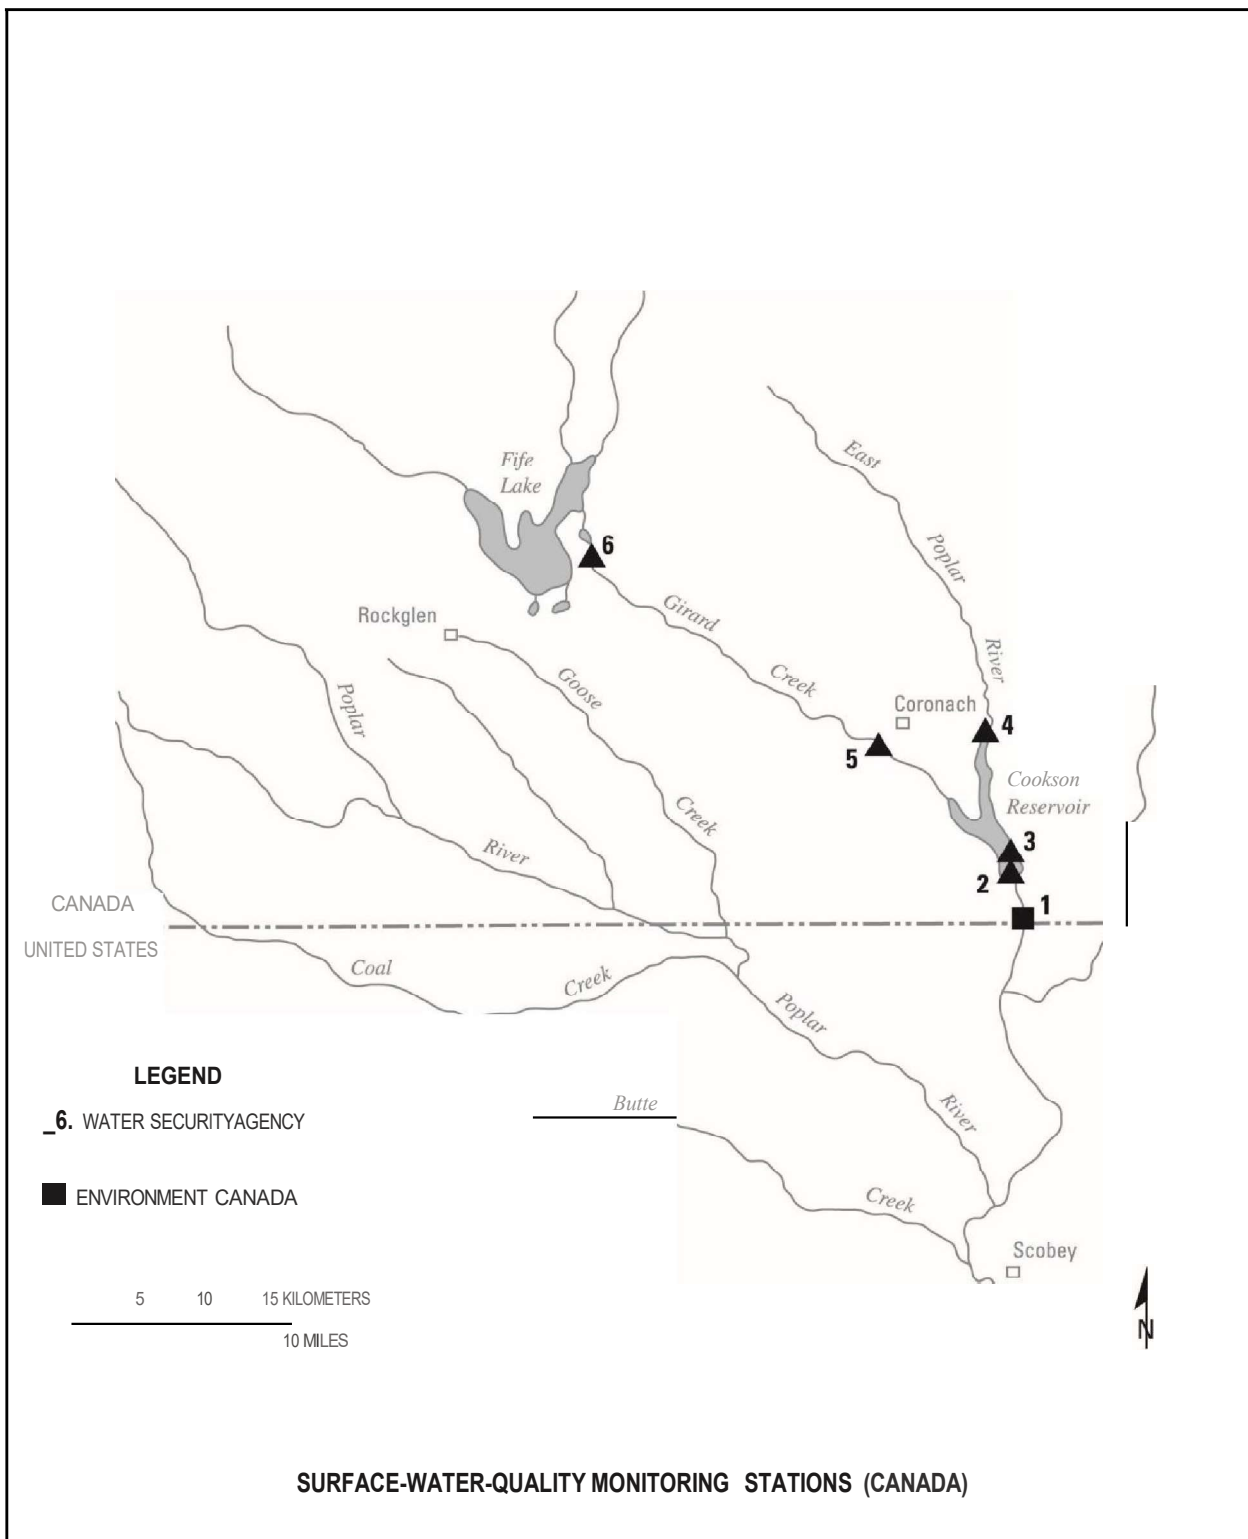 Fife
Lake
East
Poplar
River
6
Girard
Creek
Rockglen
Goose
Creek
Poplar
River
Coronach
4
5
Cookson
Reservoir
3
2
1
CANADA
UNITED STATES
Coal
Creek
Poplar
River
LEGEND
_6. WATER SECURITYAGENCY
Butte
Creek
ENVIRONMENT CANADA
Scobey
5 10 15 KILOMETERS
10 MILES
N
SURFACE-WATER-QUALITY MONITORING STATIONS (CANADA)